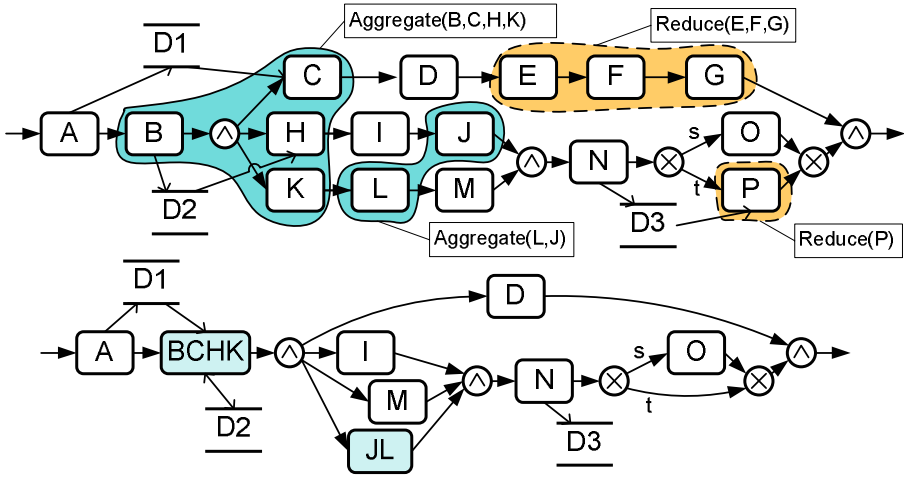 Aggregate(B,C,H,K)
Reduce(E,F,G)
D1
C
D
E
F
G
A
B
∧
H
I
J
∧
N
s
O
∧
K
L
M
t
P
D2
D3
Aggregate(L,J)
Reduce(P)
D1
D
A
BCHK
∧
I
s
O
∧
M
∧
N
t
D2
JL
D3